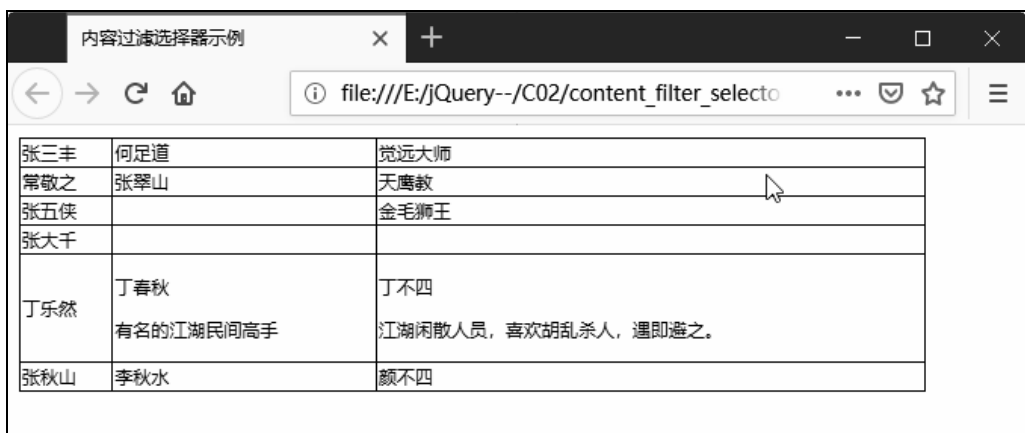 内容过滤选择器示例
file:///E:/jQuery--/C02/content_filter_selecto
张三丰 何足道 觉远大师
常敬之 张翠山 天鹰教
张五侠 金毛狮王
张大千
丁乐然
丁春秋 丁不四
有名的江湖民间高手 江湖闲散人员，喜欢胡乱杀人，遇即避之。
张秋山 李秋水 颜不四